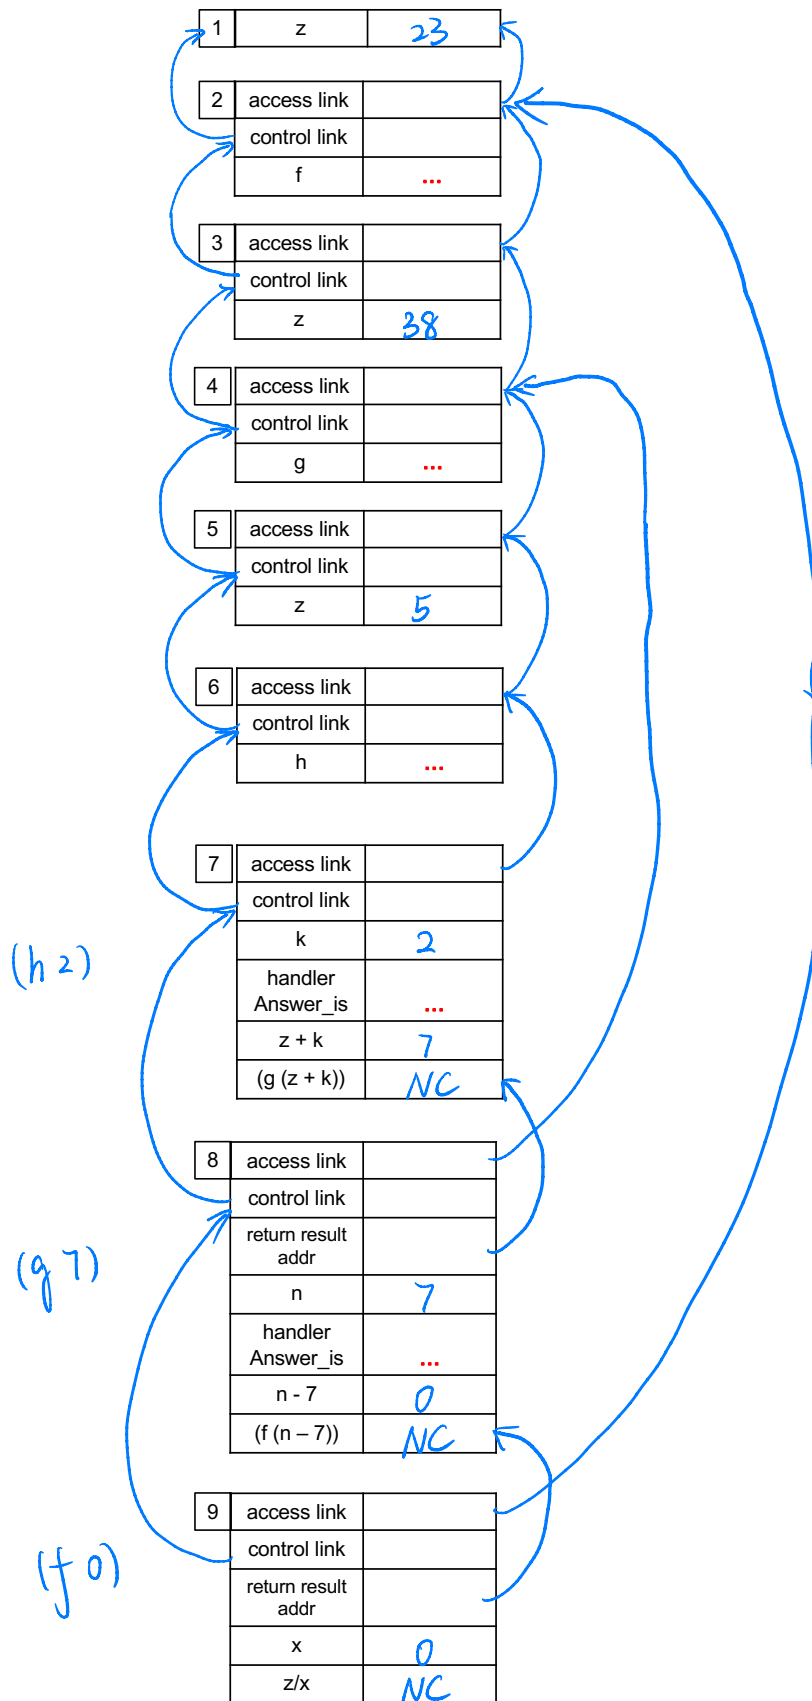 1 z 23
2 access link
control link
f ...
3 access link
control link
z 38
4 access link
control link
g ...
5 access link
control link
z 5
6 access link
control link
h ...
7 access link
control link
k 2
(h 2)
handler
Answer_is ...
z + k 7
(g (z + k)) NC
8 access link
control link
return result
addr
(g 7)
n 7
handler
Answer_is ...
n - 7 0
(f (n – 7)) NC
9 access link
control link
(f 0)
return result
addr
x 0
z/x NC